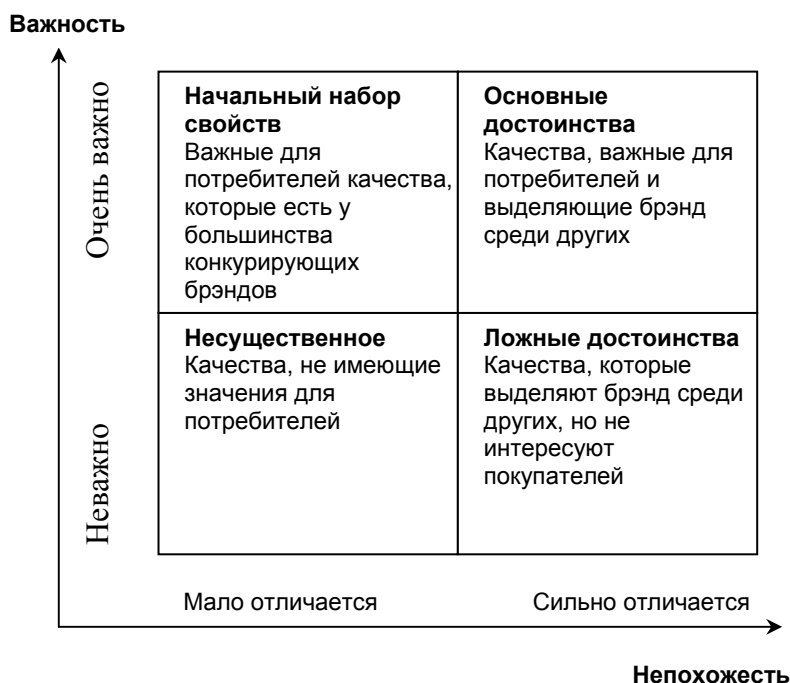 Важность
Очень важно
Начальный набор
свойств
Важные для
потребителей качества,
которые есть у
большинства
конкурирующих
брэндов
Основные
достоинства
Качества, важные для
потребителей и
выделяющие брэнд
среди других
Неважно
Несущественное
Качества, не имеющие
значения для
потребителей
Ложные достоинства
Качества, которые
выделяют брэнд среди
других, но не
интересуют
покупателей
Мало отличается
Сильно отличается
Непохожесть